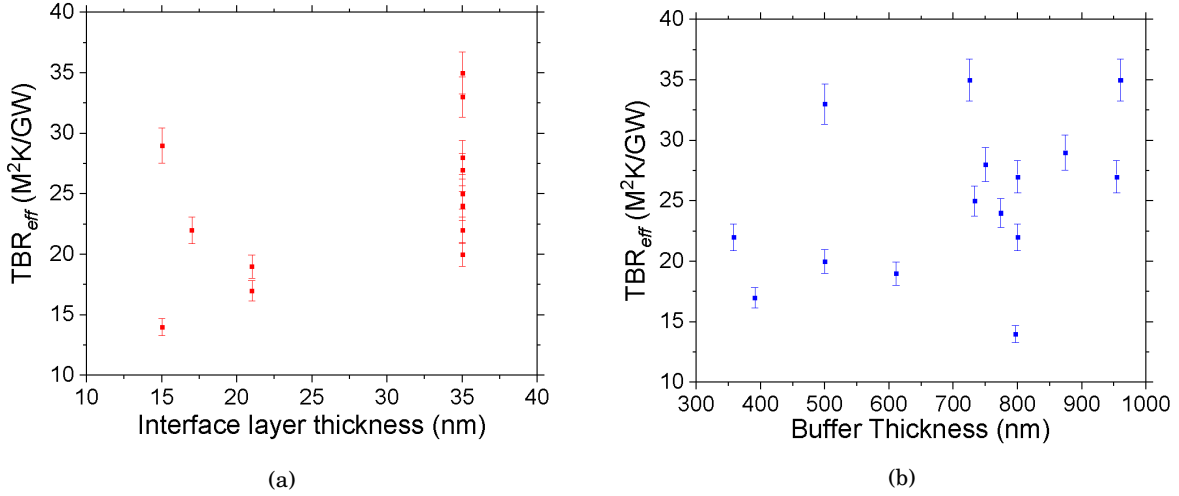 40
35
30
25
20
15
10
TBReff (M²K/GW)
10 15 20 25 30 35 40
Interface layer thickness (nm)
(a)
40
35
30
25
20
15
10
TBReff (M²K/GW)
300 400 500 600 700 800 900 1000
Buffer Thickness (nm)
(b)